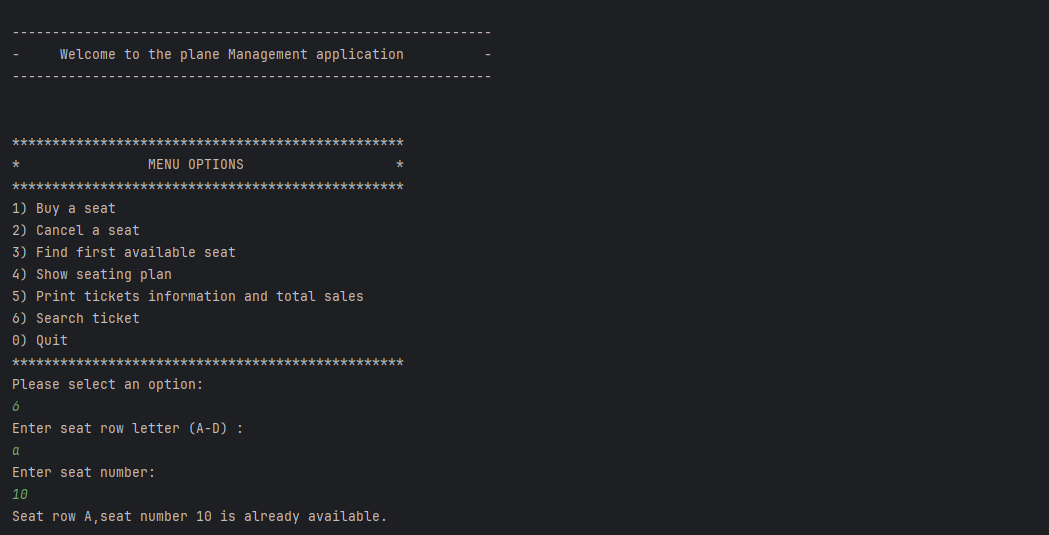 ------------------------------------------------------------
-     Welcome to the plane Management application          -
------------------------------------------------------------
*************************************************
*                MENU OPTIONS                   *
*************************************************
1) Buy a seat
2) Cancel a seat
3) Find first available seat
4) Show seating plan
5) Print tickets information and total sales
6) Search ticket
0) Quit
*************************************************
Please select an option:
6
Enter seat row letter (A-D) :
a
Enter seat number:
10
Seat row A,seat number 10 is already available.